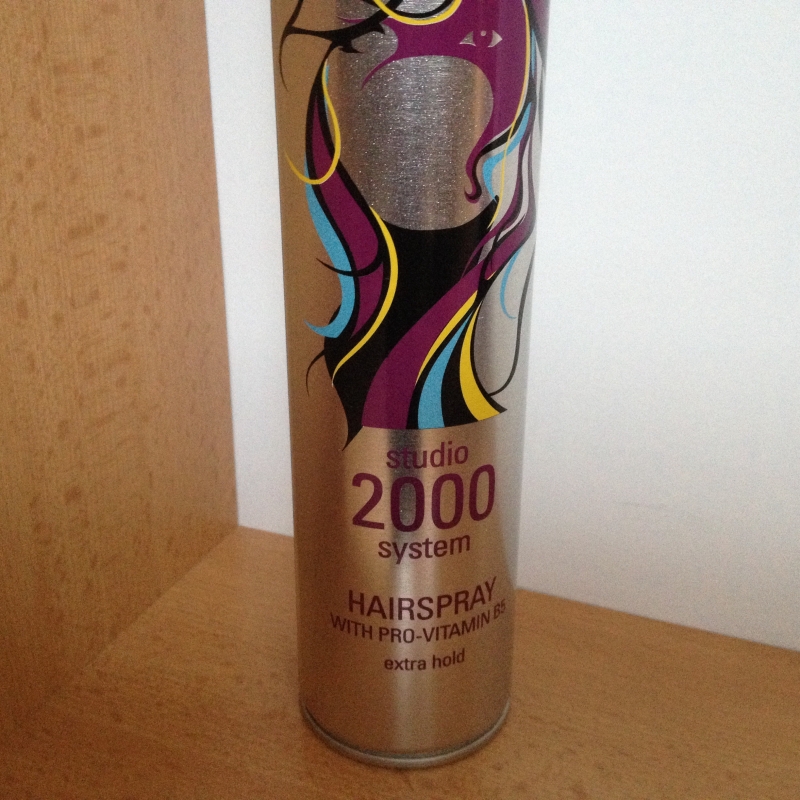 studio
2000
system
HAIRSPRAY
WITH PRO-VITAMIN B5
extra hold